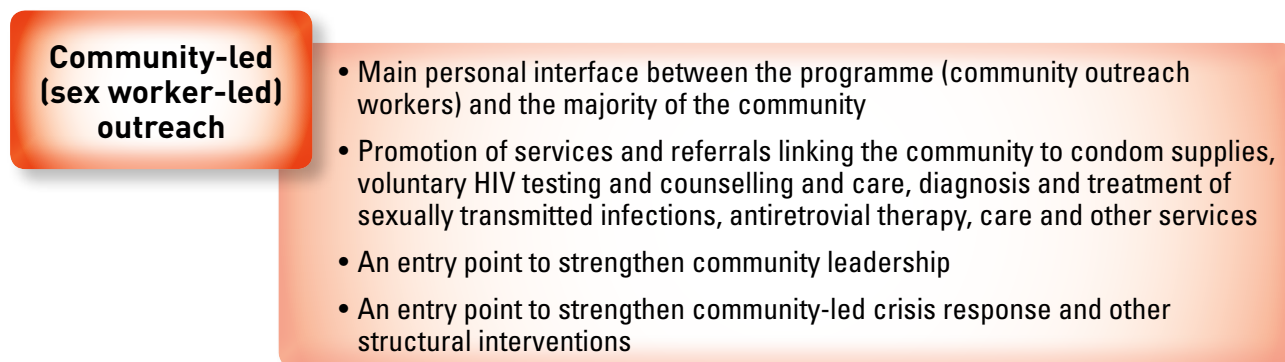 Community-led
(sex worker-led)
outreach
• Main personal interface between the programme (community outreach
workers) and the majority of the community
• Promotion of services and referrals linking the community to condom supplies,
voluntary HIV testing and counselling and care, diagnosis and treatment of
sexually transmitted infections, antiretrovial therapy, care and other services
• An entry point to strengthen community leadership
• An entry point to strengthen community-led crisis response and other
structural interventions